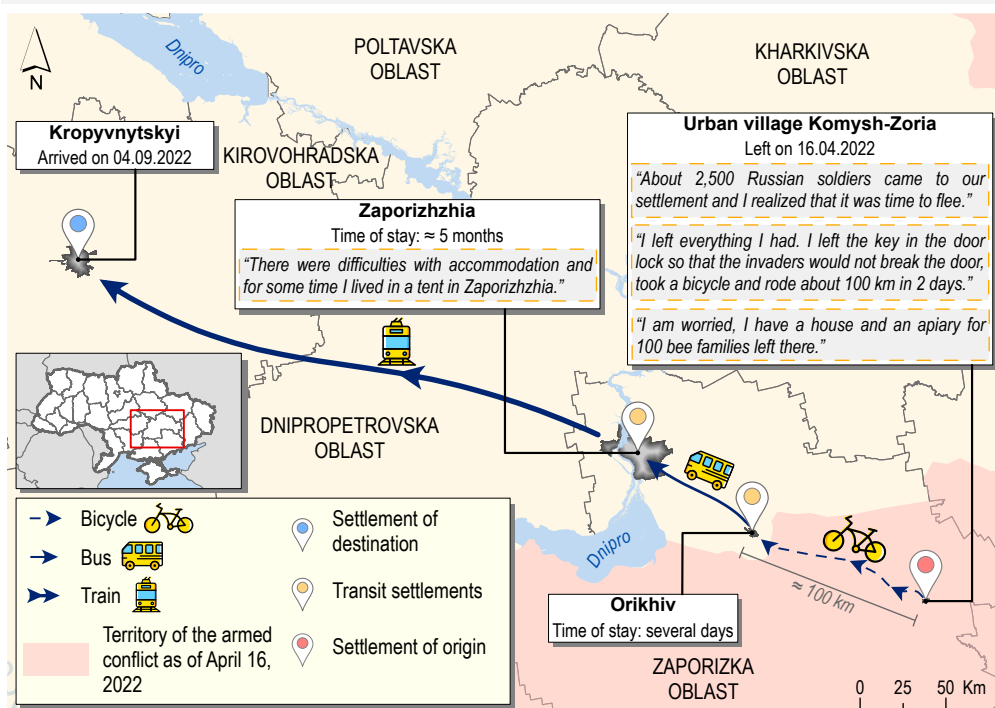 Dnipro
POLTAVSKA
OBLAST
KHARKIVSKA
OBLAST
N
Kropyvnytskyi
Arrived on 04.09.2022
KIROVOHRADSKA
OBLAST
Urban village Komysh-Zoria
Left on 16.04.2022
“About 2,500 Russian soldiers came to our
settlement and I realized that it was time to flee.”
“I left everything I had. I left the key in the door
lock so that the invaders would not break the door,
took a bicycle and rode about 100 km in 2 days.”
“I am worried, I have a house and an apiary for
100 bee families left there.”
Zaporizhzhia
Time of stay: ≈ 5 months
“There were difficulties with accommodation and
for some time I lived in a tent in Zaporizhzhia.”
DNIPROPETROVSKA
OBLAST
Dnipro
≈ 100 km
Orikhiv
Time of stay: several days
ZAPORIZKA
OBLAST
Bicycle
Bus
Train
Territory of the armed
conflict as of April 16,
2022
Settlement of
destination
Transit settlements
Settlement of origin
0 25 50 Km